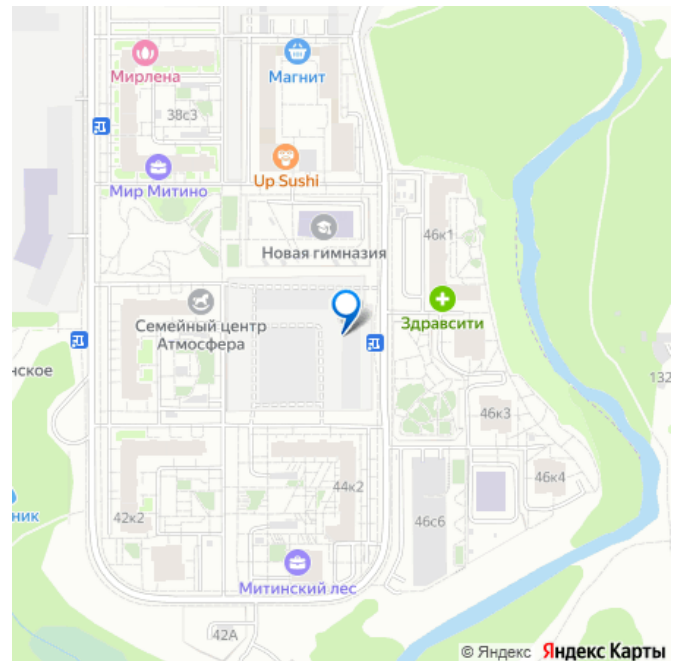 Мирлена
Магнит
38с3
Up Sushi
Мир Митино
46к1
Новая гимназия
Здравсити
Семейный центр
Атмосфера
нское
132
46к3
46к4
44к2
42к2
ник
46с6
Митинский лес
42А
© Яндекс Яндекс Карты